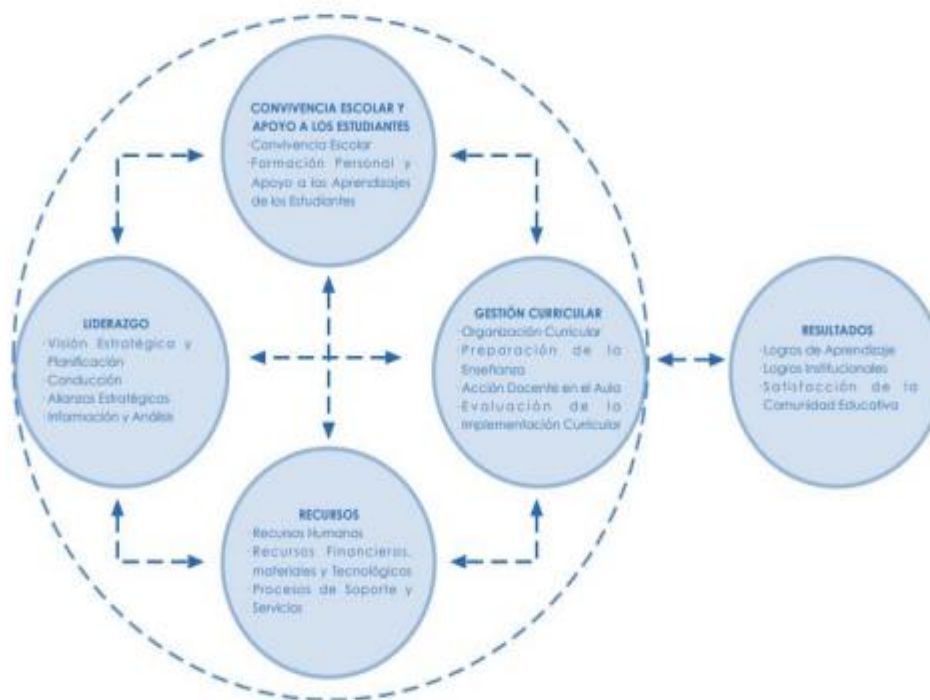 CONVIVENCIA ESCOLAR Y
APOYO A LOS ESTUDIANTES
·Convivencia Escolar
·Formación Personal y
Apoyo a los Aprendizajes
de los Estudiantes
LIDERAZGO
·Visión Estratégica y
Planificación
·Conducción
·Alianzas Estratégicas
·Información y Análisis
GESTIÓN CURRICULAR
·Organización Curricular
·Preparación de la
Enseñanza
·Acción Docente en el Aula
·Evaluación de la
Implementación Curricular
RESULTADOS
·Logros de Aprendizaje
·Logros Institucionales
·Satisfacción de la
Comunidad Educativa
RECURSOS
·Recursos Humanos
·Recursos Financieros,
materiales y Tecnológicos
·Procesos de Soporte y
Servicios